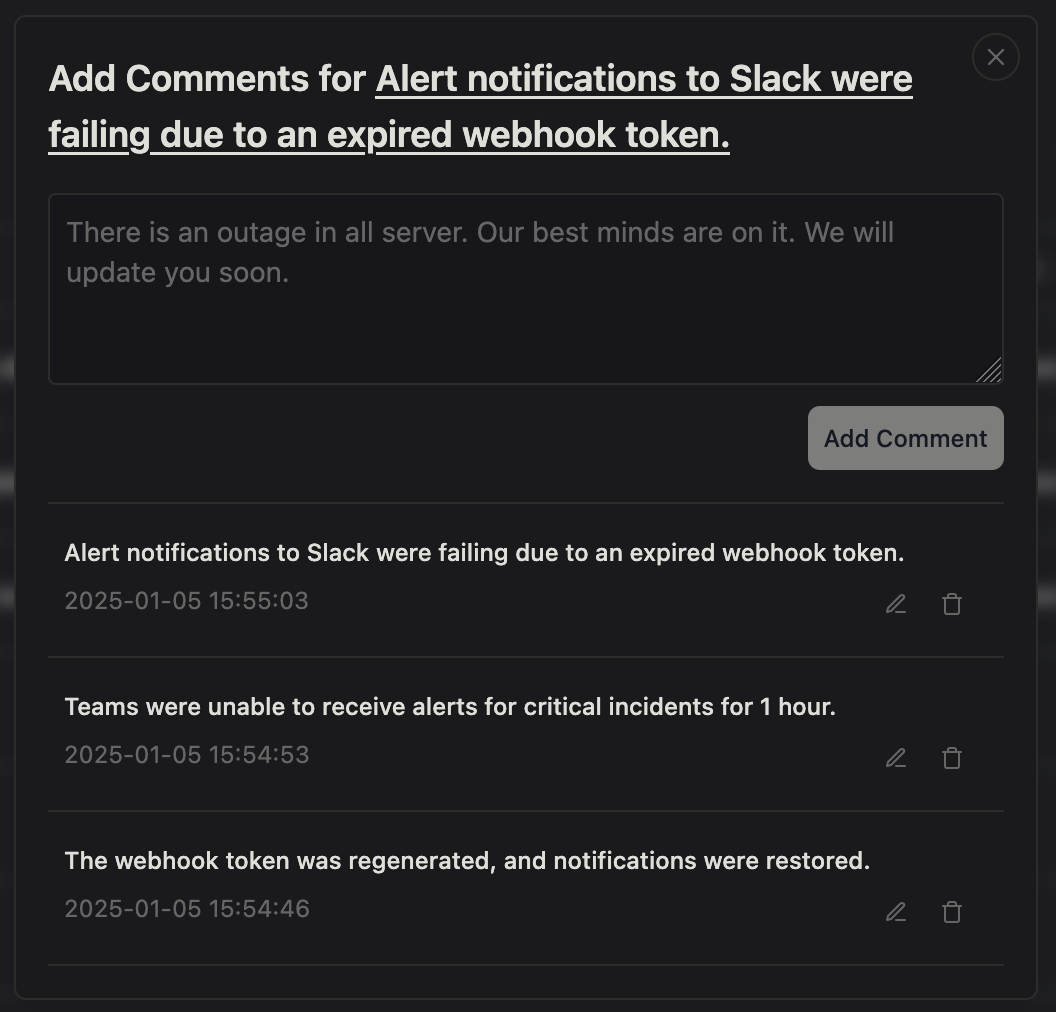 Add Comments for Alert notifications to Slack were
failing due to an expired webhook token.
There is an outage in all server. Our best minds are on it. We will
update you soon.
Add Comment
Alert notifications to Slack were failing due to an expired webhook token.
2025-01-05 15:55:03
Teams were unable to receive alerts for critical incidents for 1 hour.
2025-01-05 15:54:53
The webhook token was regenerated, and notifications were restored.
2025-01-05 15:54:46